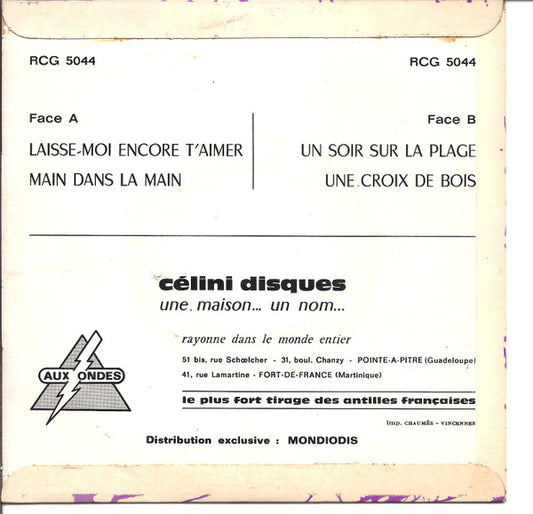 RCG 5044
RCG 5044
Face A
LAISSE-MOI ENCORE T'AIMER
MAIN DANS LA MAIN
Face B
UN SOIR SUR LA PLAGE
UNE.CROIX DE BOIS
célini disques
une.maison... un nom...
rayonne dans le monde entier
51 bis, rue Schœlcher - 31, boul. Chanzy - POINTE-A-PITRE (Guadeloupe)
41, rue Lamartine - FORT-DE-FRANCE (Martinique)
AUX ONDES
le plus fort tirage des antilles françaises
Imp. CHAUMÈS - VINCENNES
Distribution exclusive : MONDIODIS